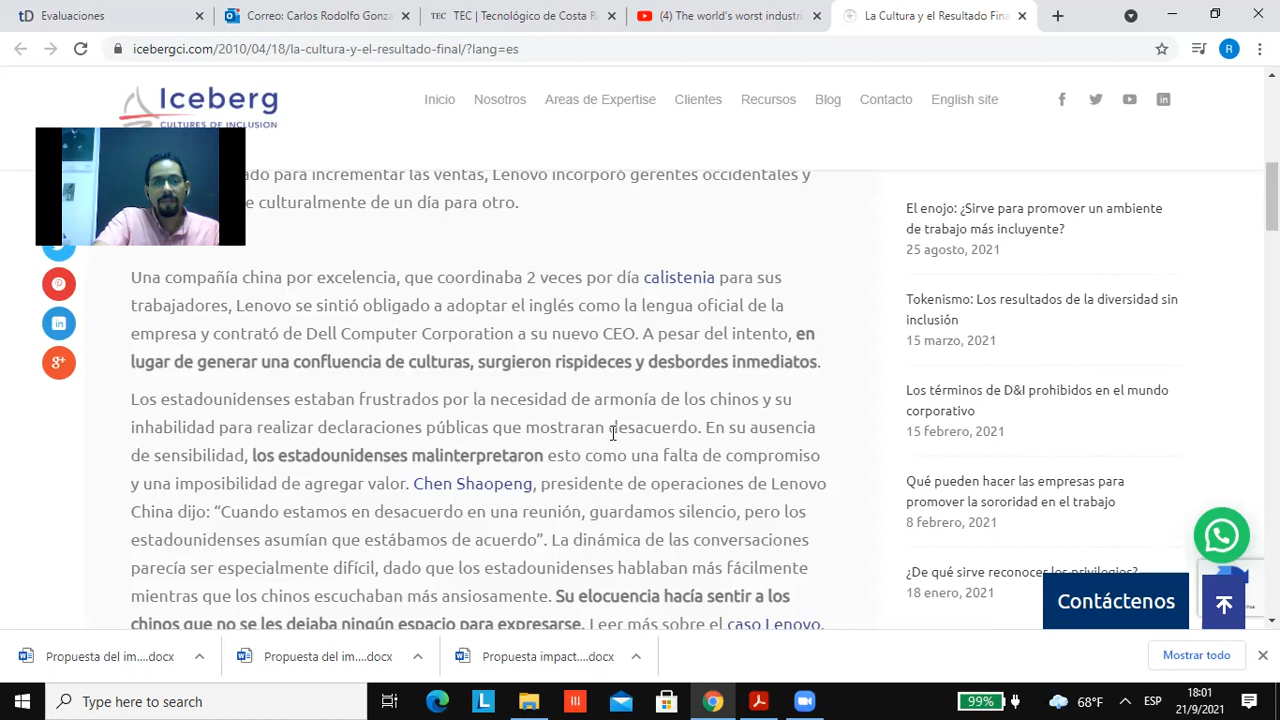 Evaluaciones
Correo: Carlos Rodolfo Gonza
TEC | Tecnológico de Costa R
(4) The world's worst industri
La Cultura y el Resultado Fina
icebergci.com/2010/04/18/la-cultura-y-el-resultado-final/?lang=es
R
Iceberg
CULTURES OF INCLUSION
Inicio Nosotros Areas de Expertise Clientes Recursos Blog Contacto English site
ado para incrementar las ventas, Lenovo incorporó gerentes occidentales y
e culturalmente de un día para otro.
Una compañía china por excelencia, que coordinaba 2 veces por día calistenia para sus
trabajadores, Lenovo se sintió obligado a adoptar el inglés como la lengua oficial de la
empresa y contrató de Dell Computer Corporation a su nuevo CEO. A pesar del intento, en
lugar de generar una confluencia de culturas, surgieron rispideces y desbordes inmediatos.
Los estadounidenses estaban frustrados por la necesidad de armonía de los chinos y su
inhabilidad para realizar declaraciones públicas que mostraran desacuerdo. En su ausencia
de sensibilidad, los estadounidenses malinterpretaron esto como una falta de compromiso
y una imposibilidad de agregar valor. Chen Shaopeng, presidente de operaciones de Lenovo
China dijo: “Cuando estamos en desacuerdo en una reunión, guardamos silencio, pero los
estadounidenses asumían que estábamos de acuerdo”. La dinámica de las conversaciones
parecía ser especialmente difícil, dado que los estadounidenses hablaban más fácilmente
mientras que los chinos escuchaban más ansiosamente. Su elocuencia hacía sentir a los
chinos que no se les dejaba ningún espacio para expresarse. Leer más sobre el caso Lenovo.
El enojo: ¿Sirve para promover un ambiente
de trabajo más incluyente?
25 agosto, 2021
Tokenismo: Los resultados de la diversidad sin
inclusión
15 marzo, 2021
Los términos de D&I prohibidos en el mundo
corporativo
15 febrero, 2021
Qué pueden hacer las empresas para
promover la sororidad en el trabajo
8 febrero, 2021
¿De qué sirve reconocer los privilegios?
18 enero, 2021
Contáctenos
Propuesta del im....docx
Propuesta del im....docx
Propuesta impact....docx
Mostrar todo
Type here to search
99%
68°F
ESP
18:01
21/9/2021